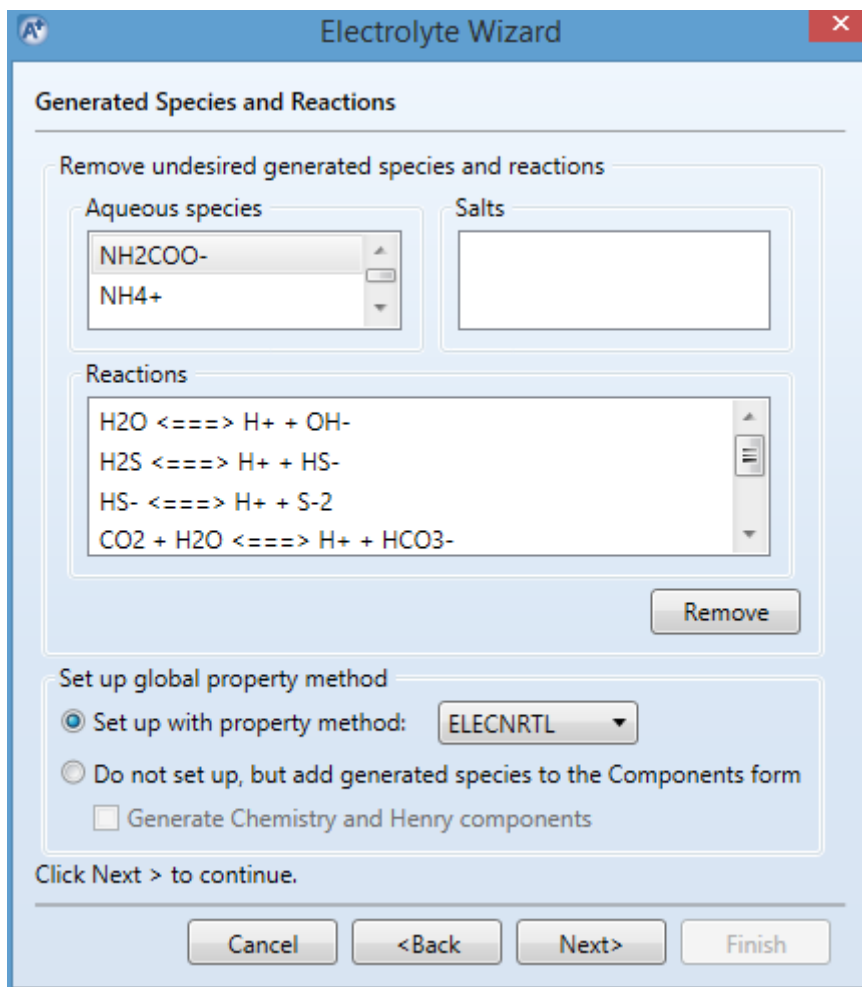 A+
Electrolyte Wizard
Generated Species and Reactions
Remove undesired generated species and reactions
Aqueous species
Salts
NH2COO-
NH4+
Reactions
H2O <===> H+ + OH-
H2S <===> H+ + HS-
HS- <===> H+ + S-2
CO2 + H2O <===> H+ + HCO3-
Remove
Set up global property method
Set up with property method: ELECNRTL
Do not set up, but add generated species to the Components form
Generate Chemistry and Henry components
Click Next > to continue.
Cancel <Back Next> Finish